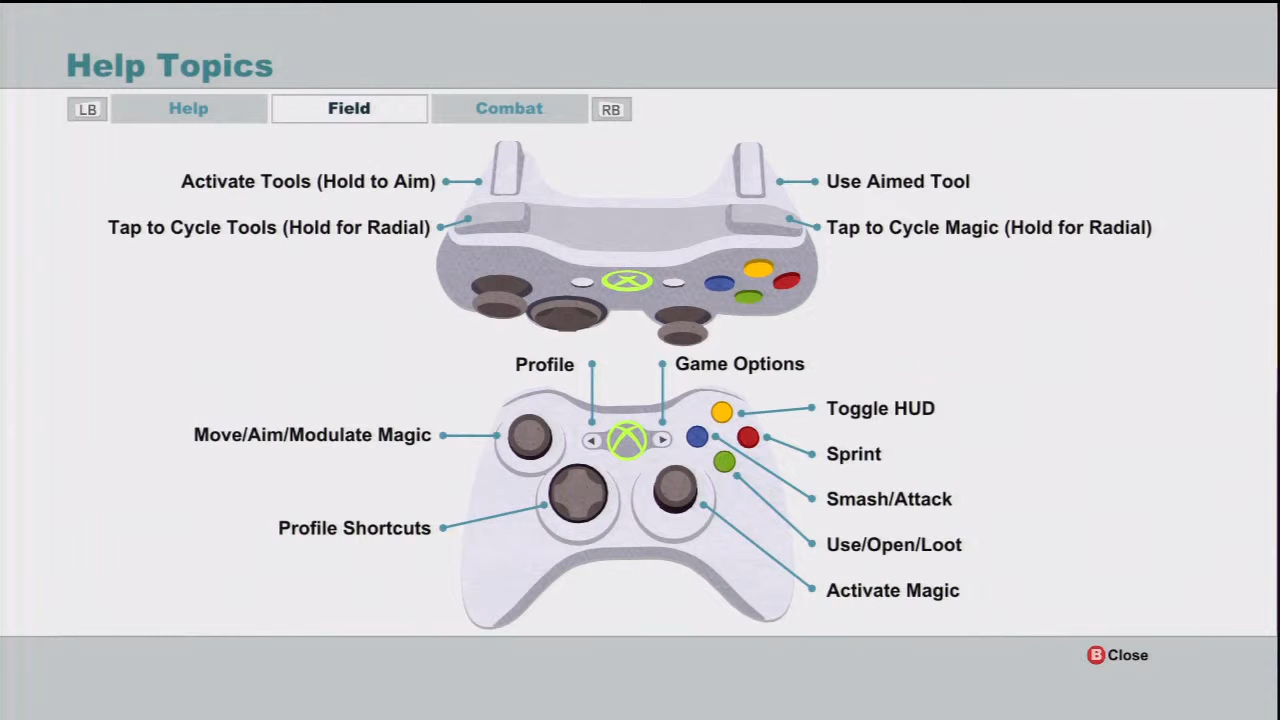 Help Topics
LB Help Field Combat RB
Activate Tools (Hold to Aim) Use Aimed Tool
Tap to Cycle Tools (Hold for Radial) Tap to Cycle Magic (Hold for Radial)
Profile Game Options
Toggle HUD
Move/Aim/Modulate Magic
Sprint
Smash/Attack
Profile Shortcuts
Use/Open/Loot
Activate Magic
B Close